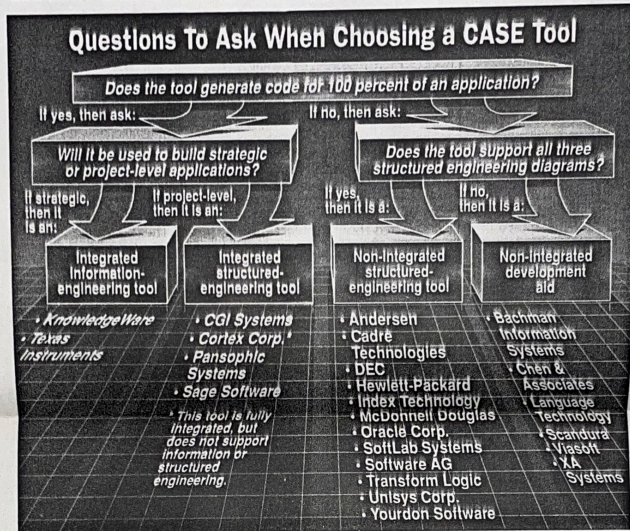 Questions To Ask When Choosing a CASE Tool
Does the tool generate code for 100 percent of an application?
If yes, then ask:
If no, then ask:
Will it be used to build strategic
or project-level applications?
Does the tool support all three
structured engineering diagrams?
If strategic,
then it
is an:
If project-level,
then it is an:
If yes,
then it is a:
If no,
then it is a:
Integrated
information-
engineering tool
Integrated
structured-
engineering tool
Non-integrated
structured-
engineering tool
Non-integrated
development
aid
• KnowledgeWare
• Texas
Instruments
• CGI Systems
• Cortex Corp.*
• Pansophic
Systems
• Sage Software
* This tool is fully
integrated, but
does not support
information or
structured
engineering.
• Andersen
• Cadre
Technologies
• DEC
• Hewlett-Packard
• Index Technology
• McDonnell Douglas
• Oracle Corp.
• SoftLab Systems
• Software AG
• Transform Logic
• Unisys Corp.
• Yourdon Software
• Bachman
Information
Systems
• Chen &
Associates
• Language
Technology
• Scandura
• Viasoft
• XA
Systems